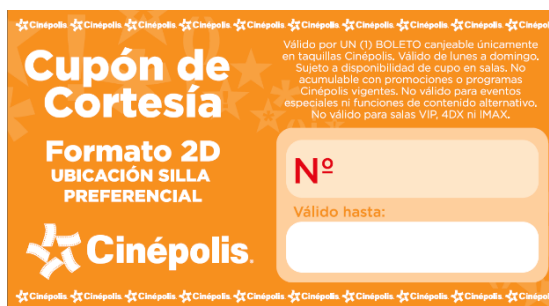 Cinépolis. Cinépolis. Cinépolis. Cinépolis. Cinépolis. Cinépolis. Cinépolis. Cinépolis. Cinépolis. Cinépolis. Cinépolis.
Cupón de
Cortesía
Formato 2D
UBICACIÓN SILLA
PREFERENCIAL
Cinépolis.
Válido por UN (1) BOLETO canjeable únicamente
en taquillas Cinépolis. Válido de lunes a domingo.
Sujeto a disponibilidad de cupo en salas. No
acumulable con promociones o programas
Cinépolis vigentes. No válido para eventos
especiales ni funciones de contenido alternativo.
No válido para salas VIP, 4DX ni IMAX.
Nº
Válido hasta:
Cinépolis. Cinépolis. Cinépolis. Cinépolis. Cinépolis. Cinépolis. Cinépolis. Cinépolis. Cinépolis. Cinépolis. Cinépolis.